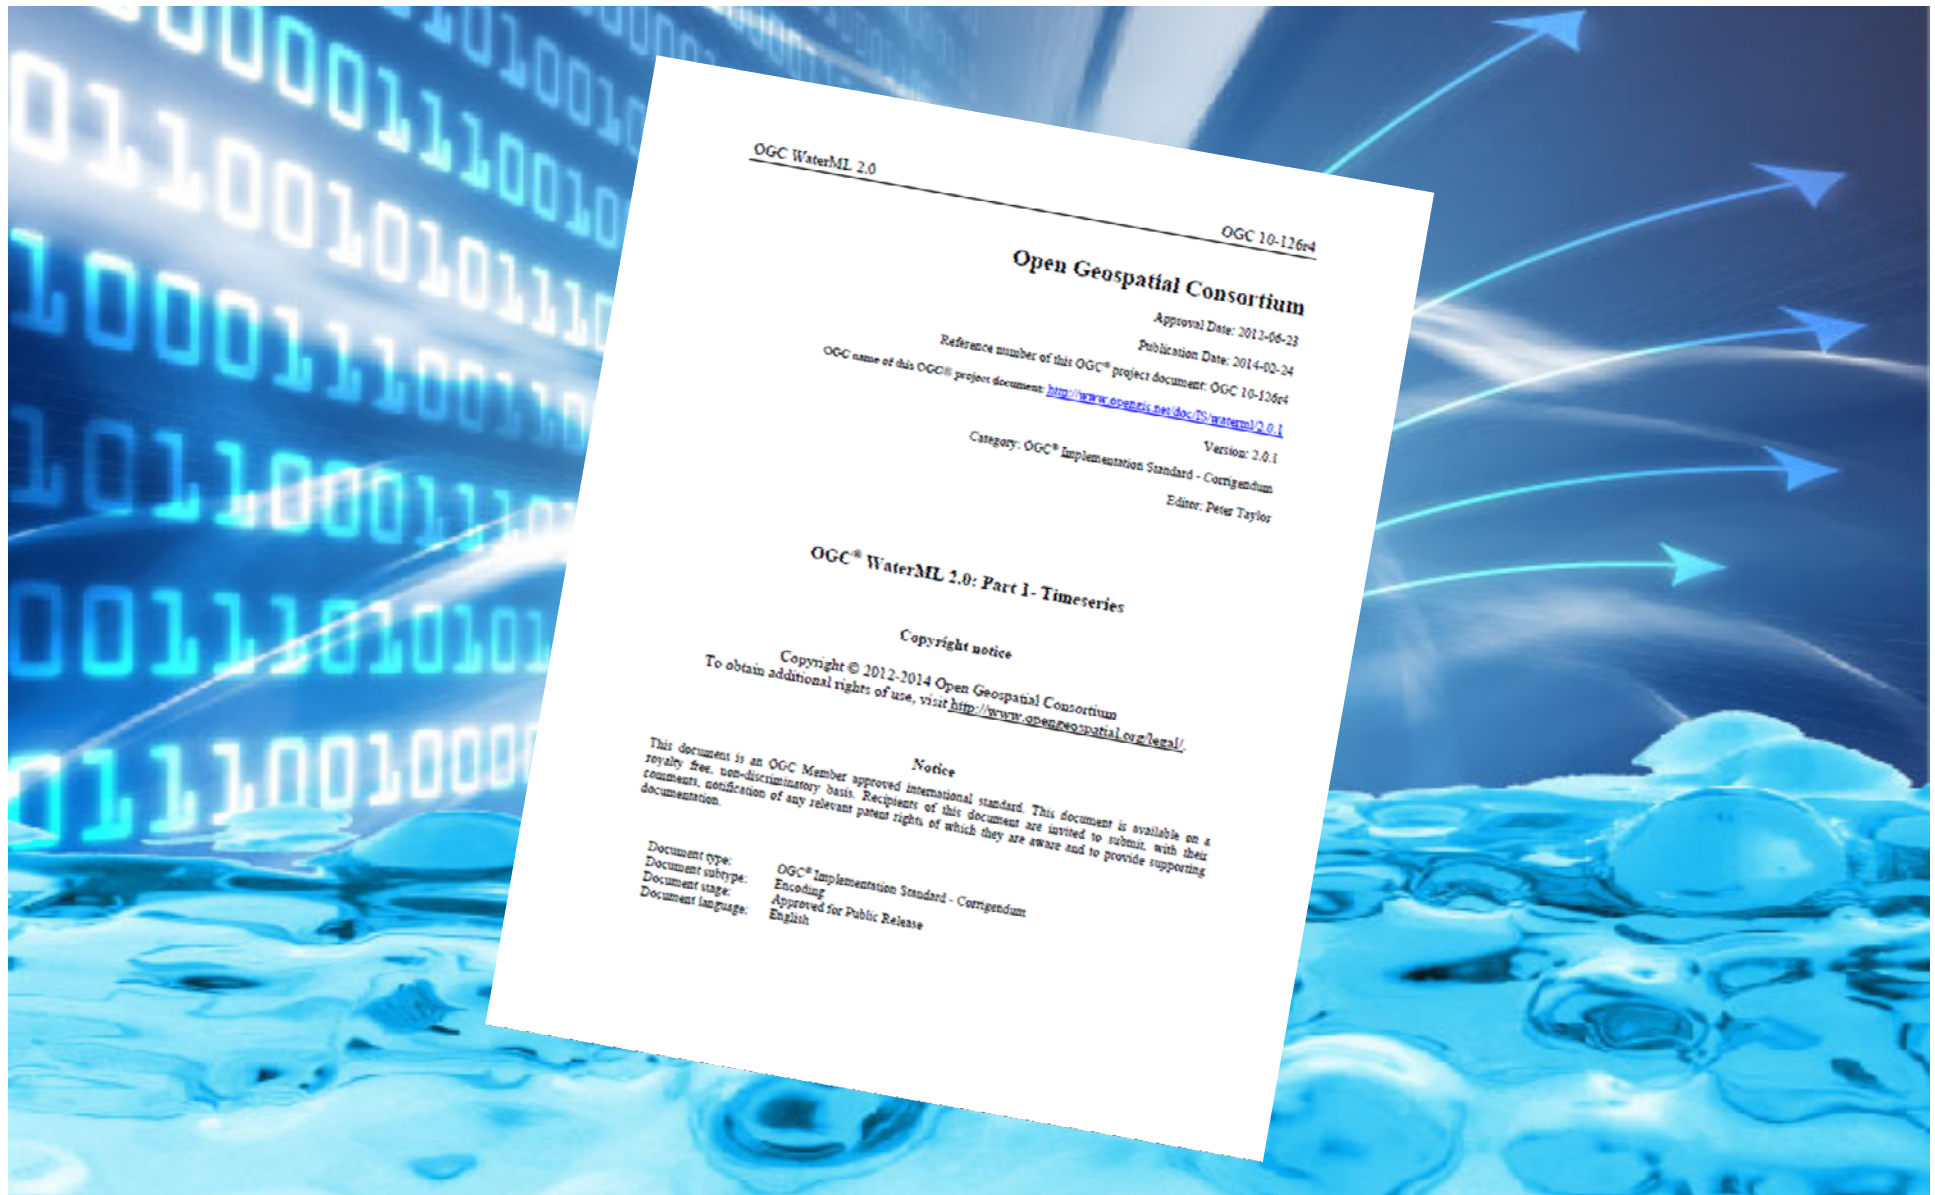 OGC WaterML 2.0
OGC 10-126r4
Open Geospatial Consortium
Approval Date: 2012-06-23
Publication Date: 2014-02-24
Reference number of this OGC® project document: OGC 10-126r4
OGC name of this OGC® project document: http://www.opengis.net/doc/IS/waterml/2.0.1
Version: 2.0.1
Category: OGC® Implementation Standard - Corrigendum
Editor: Peter Taylor
OGC® WaterML 2.0: Part 1- Timeseries
Copyright notice
Copyright © 2012-2014 Open Geospatial Consortium
To obtain additional rights of use, visit http://www.opengeospatial.org/legal/.
Notice
This document is an OGC Member approved international standard. This document is available on a
royalty free, non-discriminatory basis. Recipients of this document are invited to submit, with their
comments, notification of any relevant patent rights of which they are aware and to provide supporting
documentation.
Document type: OGC® Implementation Standard - Corrigendum
Document subtype: Encoding
Document stage: Approved for Public Release
Document language: English